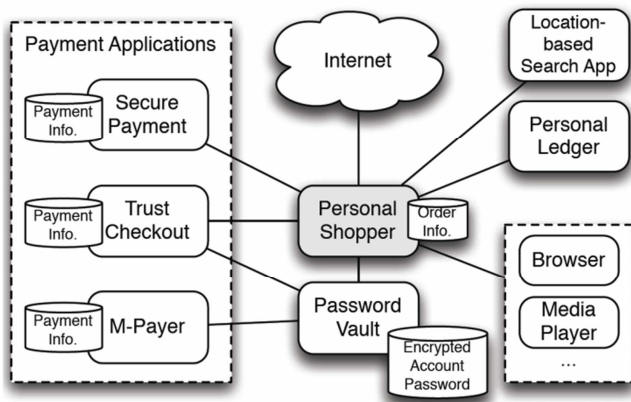 Payment Applications
Payment
Info.
Secure
Payment
Payment
Info.
Trust
Checkout
Payment
Info.
M-Payer
Internet
Personal
Shopper
Order
Info.
Password
Vault
Encrypted
Account
Password
Location-
based
Search App
Personal
Ledger
Browser
Media
Player
...